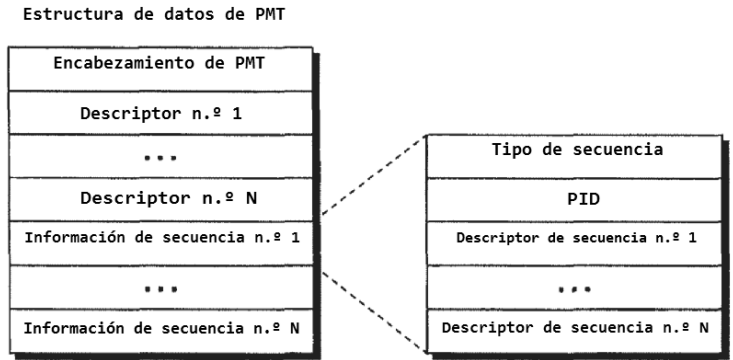 Estructura de datos de PMT
Encabezamiento de PMT
Descriptor n.º 1
...
Descriptor n.º N
Información de secuencia n.º 1
...
Información de secuencia n.º N
Tipo de secuencia
PID
Descriptor de secuencia n.º 1
...
Descriptor de secuencia n.º N